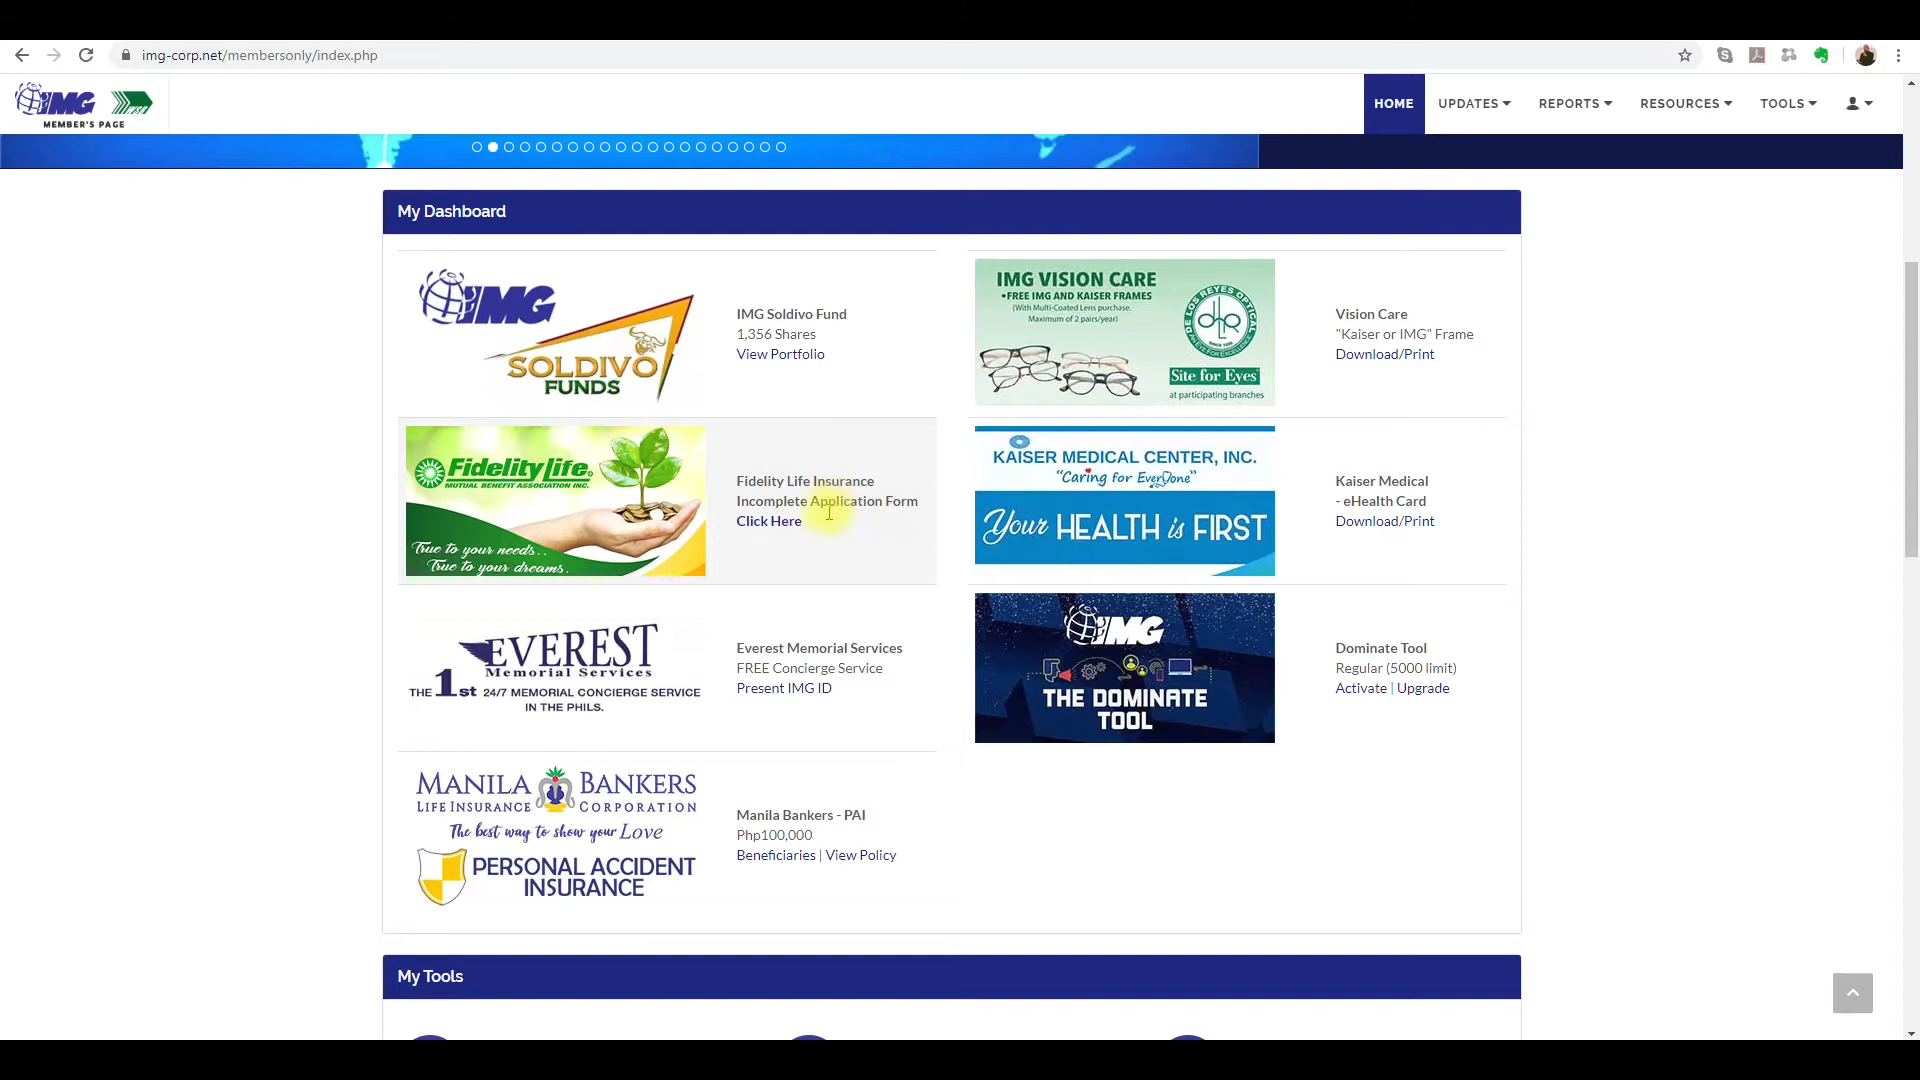 img-corp.net/membersonly/index.php
IMG WSG
MEMBER'S PAGE
HOME
UPDATES
REPORTS
RESOURCES
TOOLS
My Dashboard
IMG
SOLDIVO
FUNDS
IMG Soldivo Fund
1,356 Shares
View Portfolio
IMG VISION CARE
•FREE IMG AND KAISER FRAMES
(With Multi-Coated Lens purchase.
Maximum of 2 pairs/year)
DE LOS REYES OPTICAL
Site for Eyes
at participating branches
Vision Care
"Kaiser or IMG" Frame
Download/Print
Fidelity Life
MUTUAL BENEFIT ASSOCIATION INC.
True to your needs..
True to your dreams.
Fidelity Life Insurance
Incomplete Application Form
Click Here
KAISER MEDICAL CENTER, INC.
"Caring for EveryOne"
Your HEALTH is FIRST
Kaiser Medical
- eHealth Card
Download/Print
EVEREST
Memorial Services
THE 1st 24/7 MEMORIAL CONCIERGE SERVICE
IN THE PHILS.
Everest Memorial Services
FREE Concierge Service
Present IMG ID
IMG
THE DOMINATE
TOOL
Dominate Tool
Regular (5000 limit)
Activate | Upgrade
MANILA BANKERS
LIFE INSURANCE CORPORATION
The best way to show your Love
PERSONAL ACCIDENT
INSURANCE
Manila Bankers - PAI
Php100,000
Beneficiaries | View Policy
My Tools